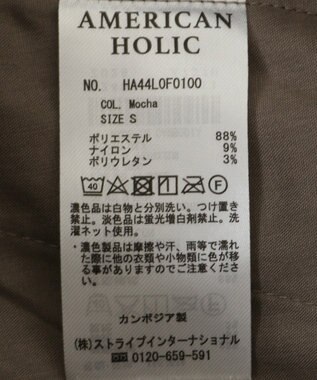 AMERICAN
HOLIC
NO. HA44L0F0100
COL. Mocha
SIZE S
ポリエステル 88%
ナイロン 9%
ポリウレタン 3%
40 F
濃色品は白物と分別洗い。つけ置き
禁止。淡色品は蛍光増白剤禁止。洗
濯ネット使用。
・濃色製品は摩擦や汗、雨等で濡れ
た際に他の衣類や小物類に色が移
る事がありますのでご注意くださ
い。
カンボジア製
(株)ストライプインターナショナル
0120-659-591